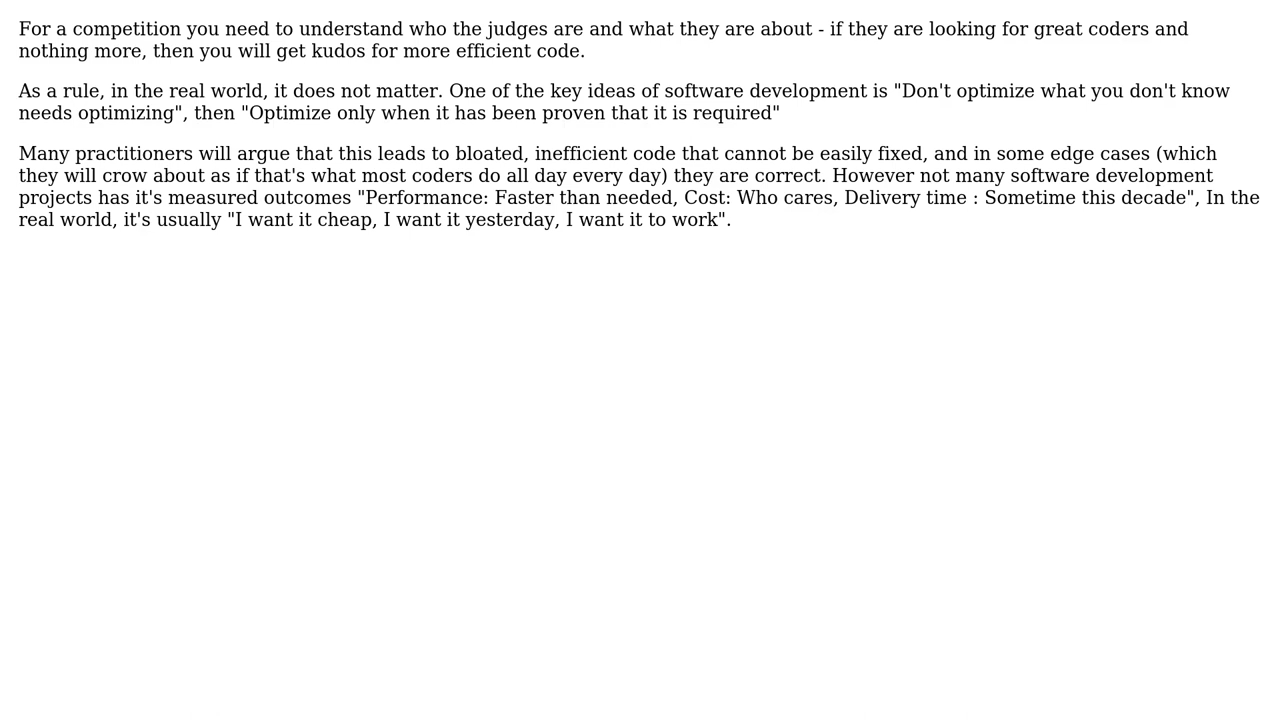 For a competition you need to understand who the judges are and what they are about - if they are looking for great coders and
nothing more, then you will get kudos for more efficient code.
As a rule, in the real world, it does not matter. One of the key ideas of software development is "Don't optimize what you don't know
needs optimizing", then "Optimize only when it has been proven that it is required"
Many practitioners will argue that this leads to bloated, inefficient code that cannot be easily fixed, and in some edge cases (which
they will crow about as if that's what most coders do all day every day) they are correct. However not many software development
projects has it's measured outcomes "Performance: Faster than needed, Cost: Who cares, Delivery time : Sometime this decade", In the
real world, it's usually "I want it cheap, I want it yesterday, I want it to work".